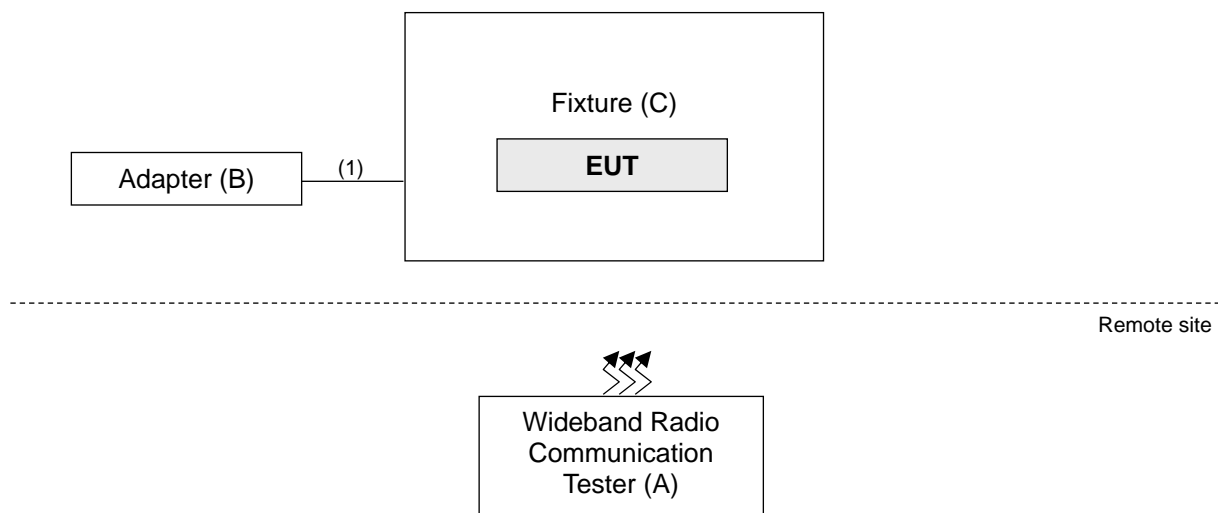 Fixture (C)
EUT
Adapter (B)
(1)
Remote site
Wideband Radio
Communication
Tester (A)